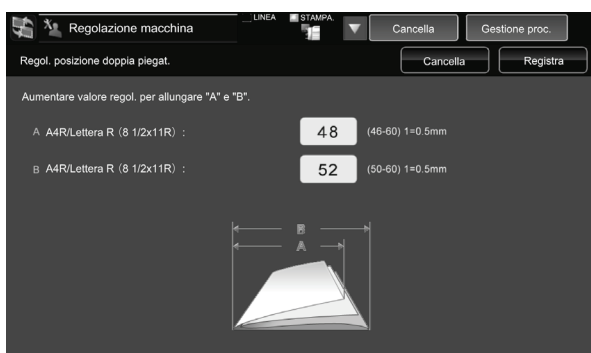 Regolazione macchina LINEA STAMPA. Cancella Gestione proc.
Regol. posizione doppia piegat. Cancella Registra
Aumentare valore regol. per allungare "A" e "B".
A A4R/Lettera R (8 1/2x11R) : 48 (46-60) 1=0.5mm
B A4R/Lettera R (8 1/2x11R) : 52 (50-60) 1=0.5mm
B
A